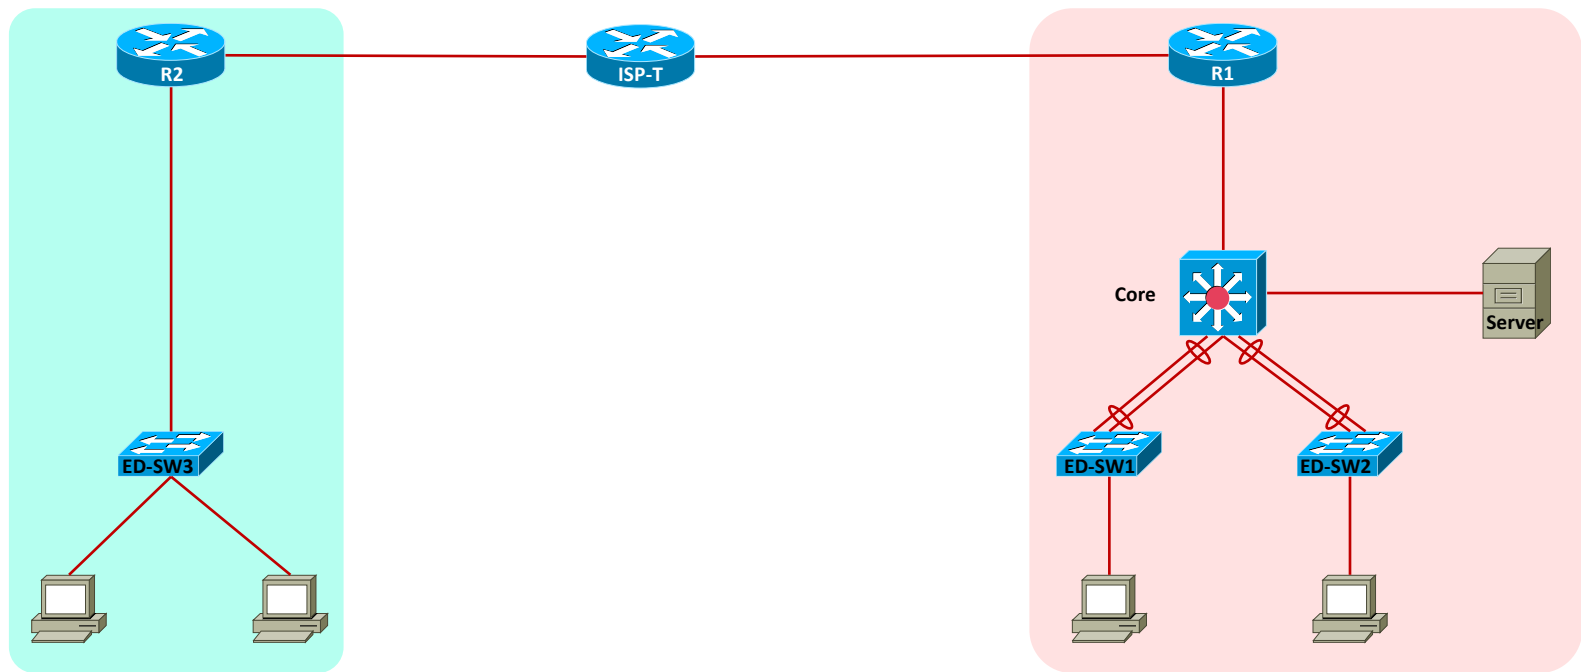 R2
ISP-T
R1
Core
Server
ED-SW3
ED-SW1
ED-SW2